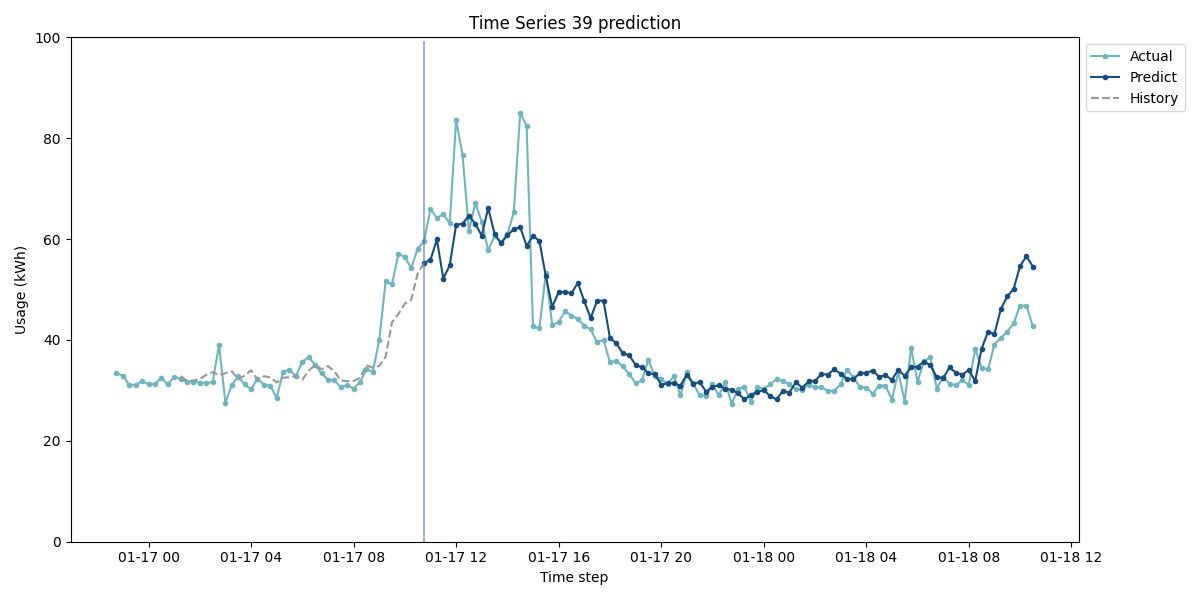 Time Series 39 prediction
Usage (kWh)
100
80
60
40
20
0
01-17 00
01-17 04
01-17 08
01-17 12
01-17 16
01-17 20
01-18 00
01-18 04
01-18 08
01-18 12
Time step
Actual
Predict
History